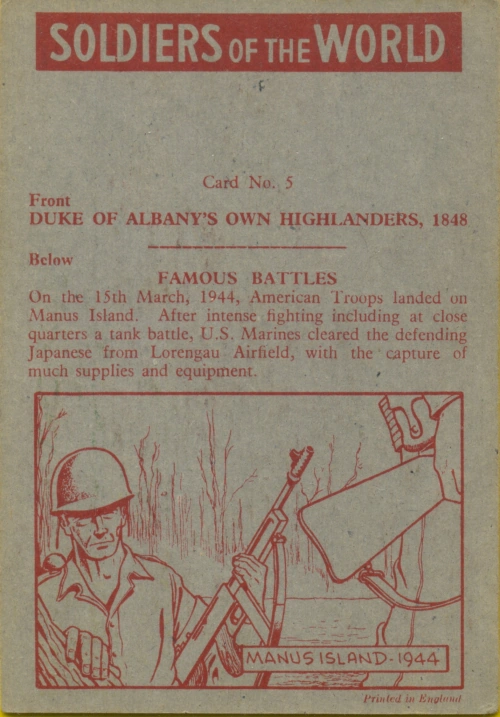 SOLDIERS OF THE WORLD
Card No. 5
Front
DUKE OF ALBANY'S OWN HIGHLANDERS, 1848
Below
FAMOUS BATTLES
On the 15th March, 1944, American Troops landed on
Manus Island. After intense fighting including at close
quarters a tank battle, U.S. Marines cleared the defending
Japanese from Lorengau Airfield, with the capture of
much supplies and equipment.
MANUS ISLAND - 1944
Printed in England